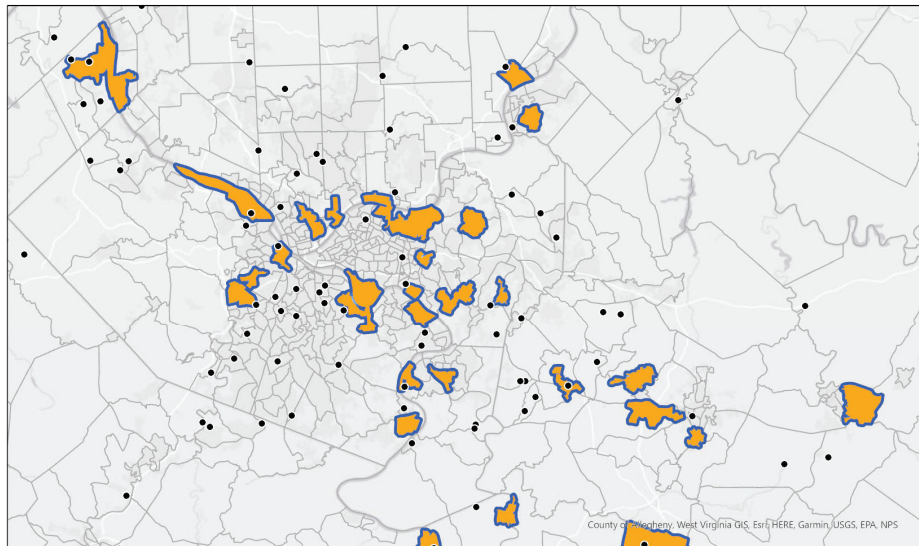 County of Allegheny, West Virginia GIS, Esri, HERE, Garmin, USGS, EPA, NPS